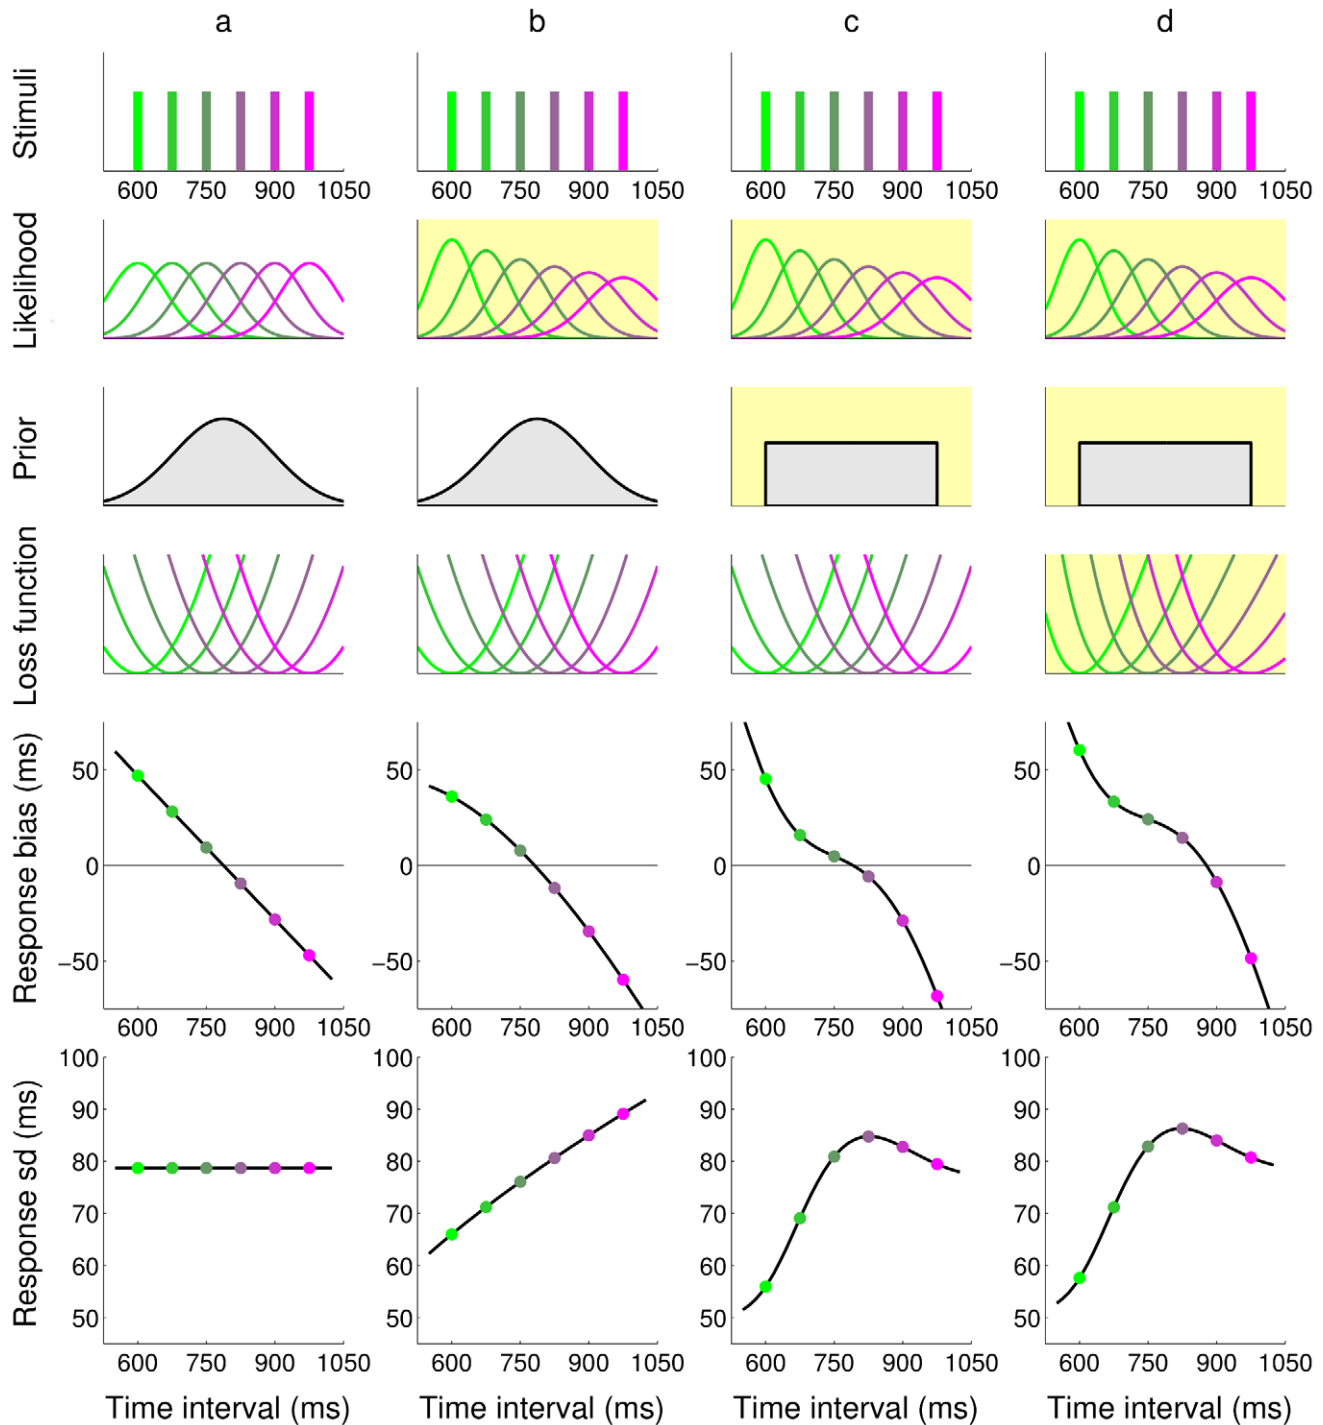 a b c d
Stimuli
600 750 900 1050 600 750 900 1050 600 750 900 1050 600 750 900 1050
Likelihood
Prior
Loss function
Response bias (ms)
50 50 50 50
0 0 0 0
−50 −50 −50 −50
600 750 900 1050 600 750 900 1050 600 750 900 1050 600 750 900 1050
Response sd (ms)
100 100 100 100
90 90 90 90
80 80 80 80
70 70 70 70
60 60 60 60
50 50 50 50
600 750 900 1050 600 750 900 1050 600 750 900 1050 600 750 900 1050
Time interval (ms) Time interval (ms) Time interval (ms) Time interval (ms)